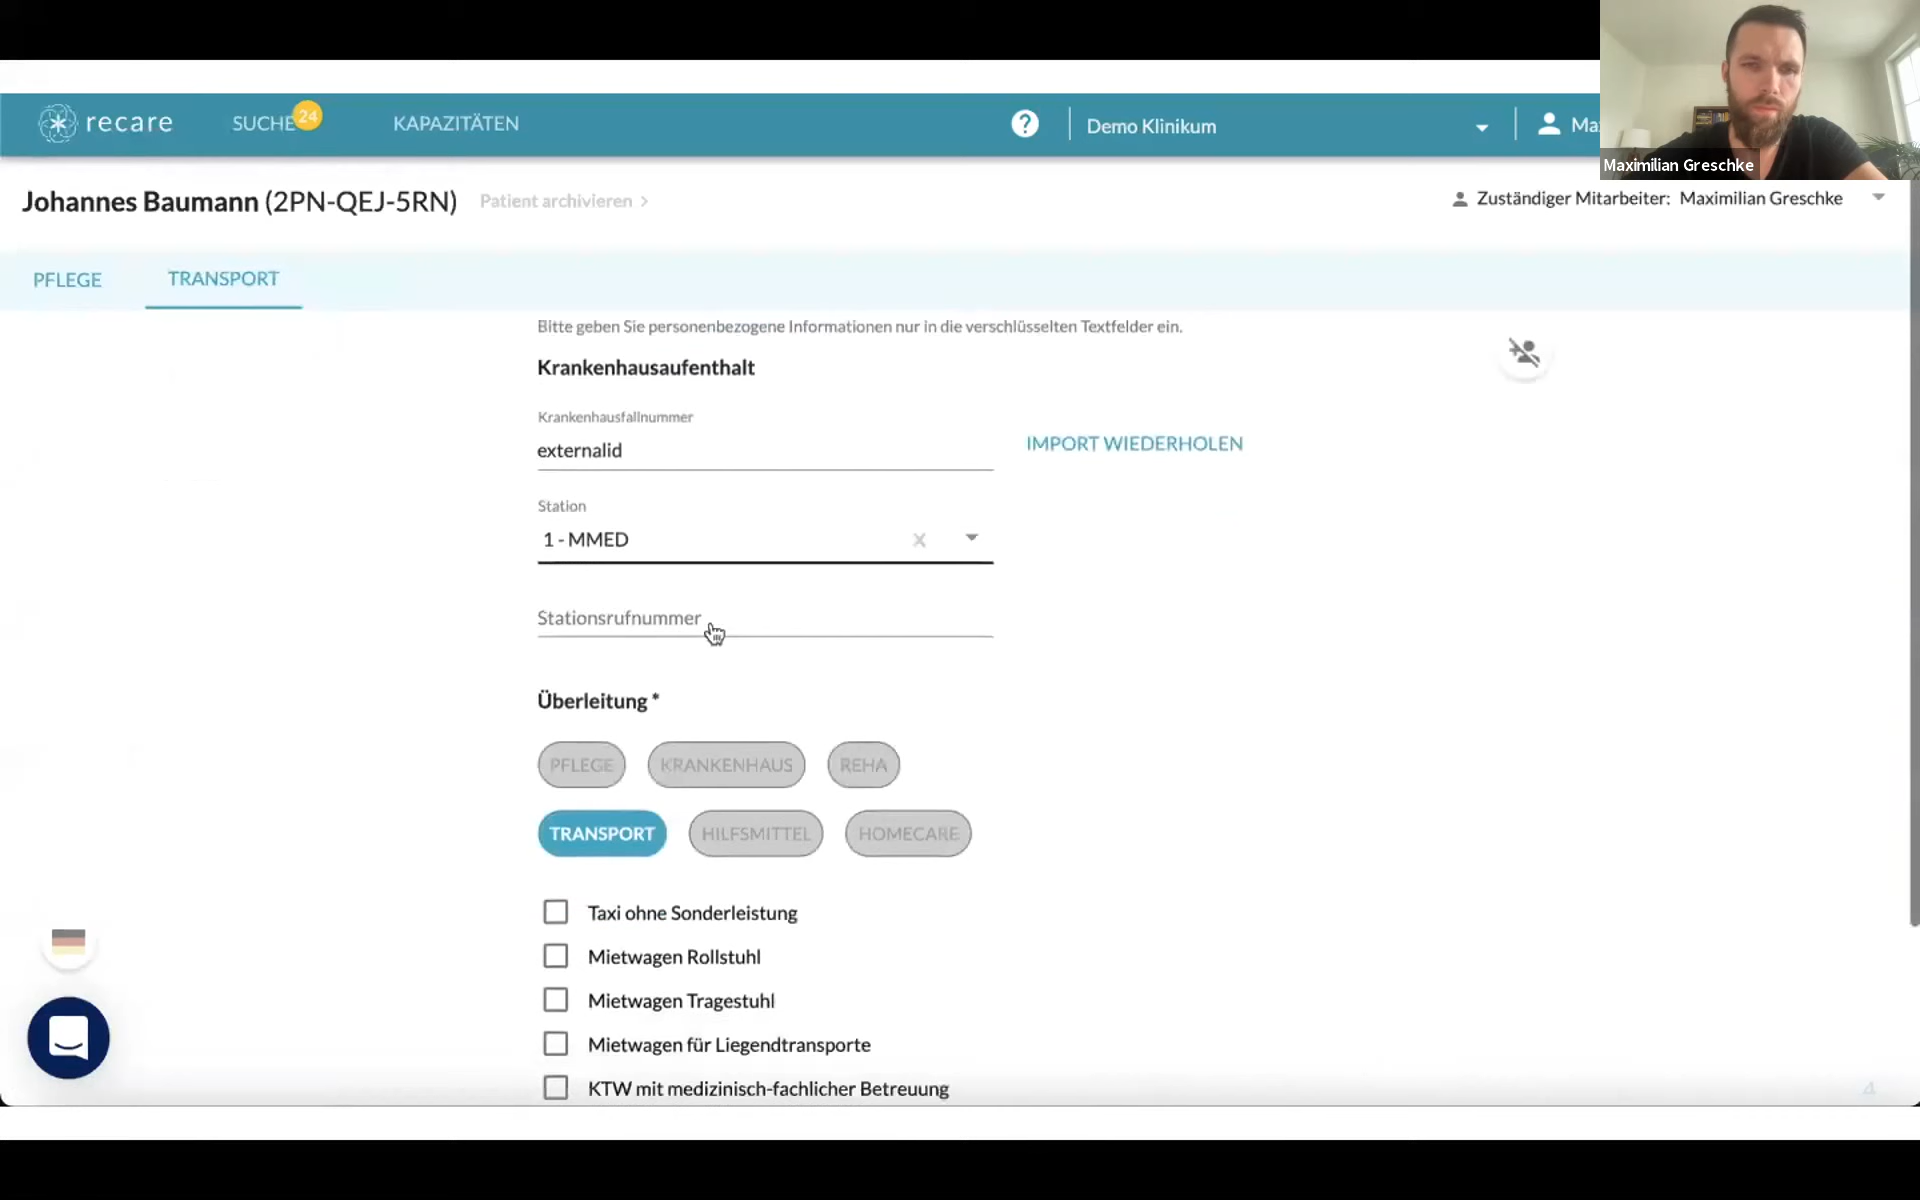 recare
SUCHE 24
KAPAZITÄTEN
?
Demo Klinikum
Ma
Maximilian Greschke
Johannes Baumann (2PN-QEJ-5RN)
Patient archivieren >
Zuständiger Mitarbeiter: Maximilian Greschke
PFLEGE
TRANSPORT
Bitte geben Sie personenbezogene Informationen nur in die verschlüsselten Textfelder ein.
Krankenhausaufenthalt
Krankenhausfallnummer
externalid
IMPORT WIEDERHOLEN
Station
1 - MMED
Stationsrufnummer
Überleitung *
PFLEGE
KRANKENHAUS
REHA
TRANSPORT
HILFSMITTEL
HOMECARE
Taxi ohne Sonderleistung
Mietwagen Rollstuhl
Mietwagen Tragestuhl
Mietwagen für Liegendtransporte
KTW mit medizinisch-fachlicher Betreuung
4